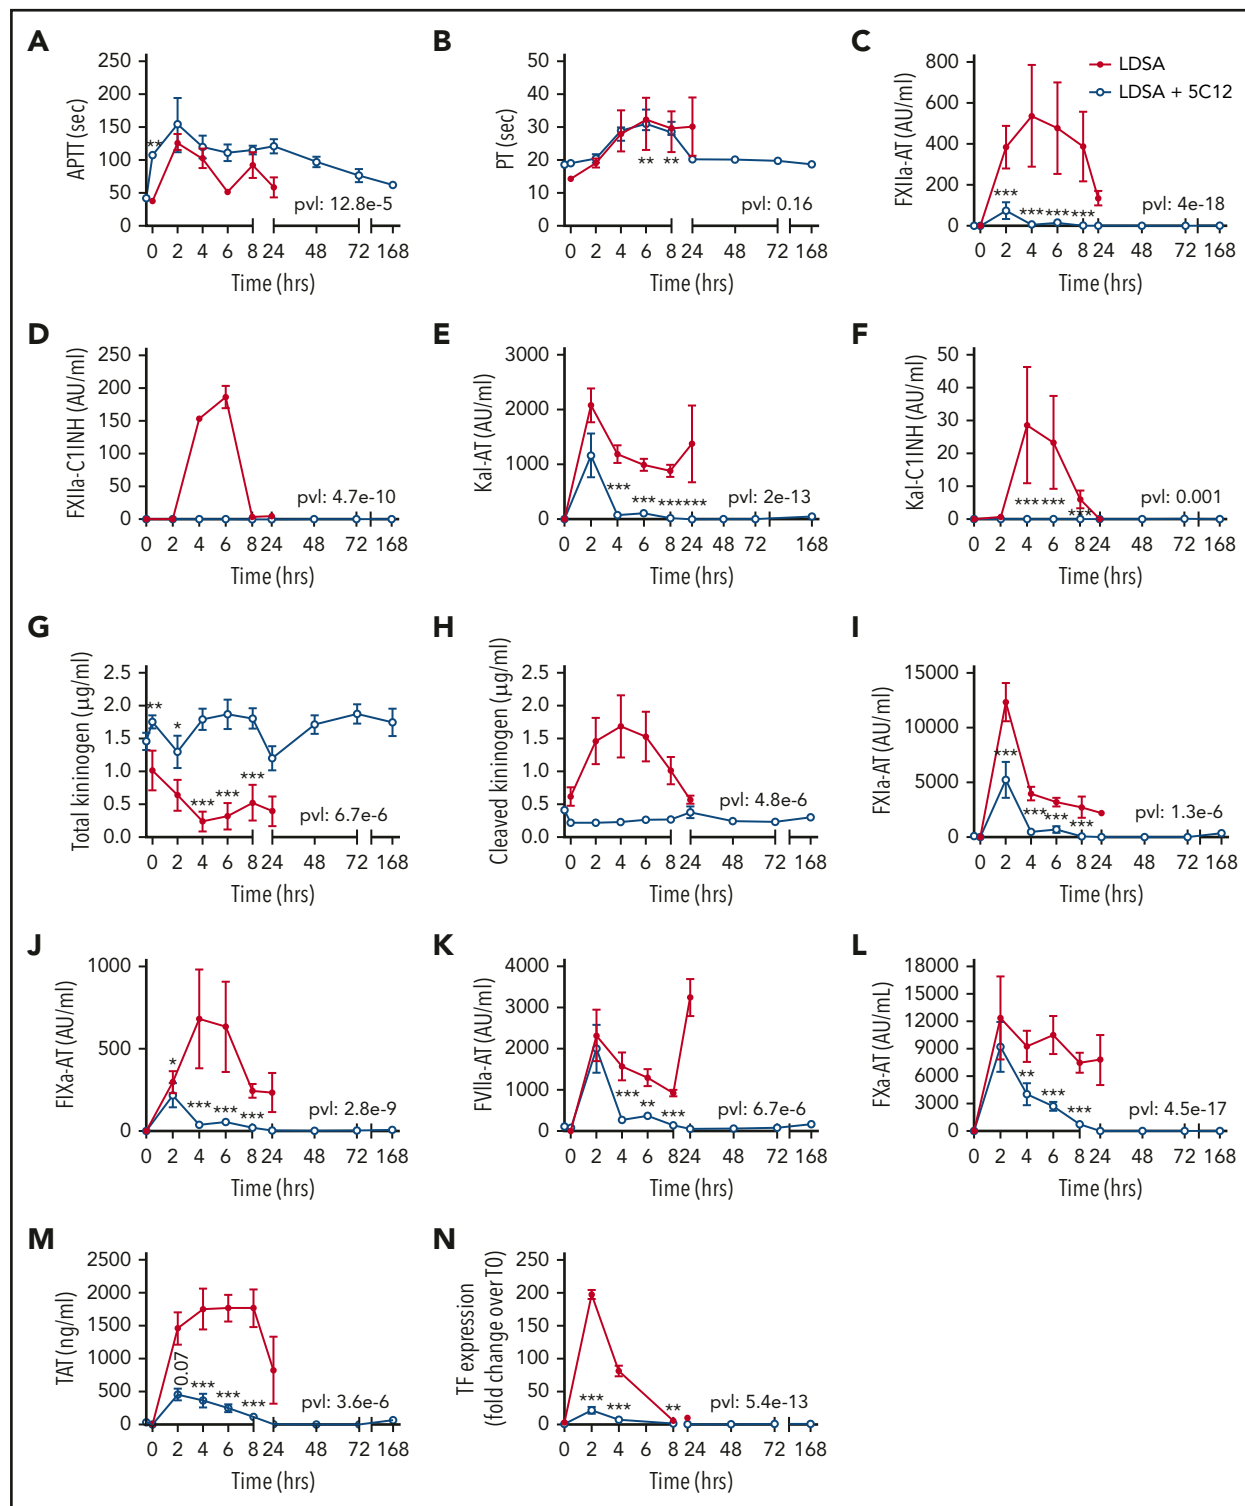 A
APTT (sec)
250
200
150
100
50
0
**
pvl: 12.8e-5
0 2 4 6 8 24 48 72 168
Time (hrs)
B
PT (sec)
50
40
30
20
10
0
** **
pvl: 0.16
0 2 4 6 8 24 48 72 168
Time (hrs)
C
FXIIa-AT (AU/ml)
800
600
400
200
0
LDSA
LDSA + 5C12
***
*** *** ***
pvl: 4e-18
0 2 4 6 8 24 48 72 168
Time (hrs)
D
FXIIa-C1INH (AU/ml)
250
200
150
100
50
0
pvl: 4.7e-10
0 2 4 6 8 24 48 72 168
Time (hrs)
E
Kal-AT (AU/ml)
3000
2000
1000
0
*** *** *** ***
pvl: 2e-13
0 2 4 6 8 24 48 72 168
Time (hrs)
F
Kal-C1INH (AU/ml)
50
40
30
20
10
0
*** *** ***
pvl: 0.001
0 2 4 6 8 24 48 72 168
Time (hrs)
G
Total kininogen (µg/ml)
2.5
2.0
1.5
1.0
0.5
0.0
** *
*** *** ***
pvl: 6.7e-6
0 2 4 6 8 24 48 72 168
Time (hrs)
H
Cleaved kininogen (µg/ml)
2.5
2.0
1.5
1.0
0.5
0.0
pvl: 4.8e-6
0 2 4 6 8 24 48 72 168
Time (hrs)
I
FXIa-AT (AU/ml)
15000
10000
5000
0
***
*** *** ***
pvl: 1.3e-6
0 2 4 6 8 24 48 72 168
Time (hrs)
J
FIXa-AT (AU/ml)
1000
500
0
*
*** *** ***
pvl: 2.8e-9
0 2 4 6 8 24 48 72 168
Time (hrs)
K
FVIIa-AT (AU/ml)
4000
3000
2000
1000
0
*** ** ***
pvl: 6.7e-6
0 2 4 6 8 24 48 72 168
Time (hrs)
L
FXa-AT (AU/mL)
18000
15000
12000
9000
6000
3000
0
** *** ***
pvl: 4.5e-17
0 2 4 6 8 24 48 72 168
Time (hrs)
M
TAT (ng/ml)
2500
2000
1500
1000
500
0
0.07
*** *** ***
pvl: 3.6e-6
0 2 4 6 8 24 48 72 168
Time (hrs)
N
TF expression
(fold change over T0)
250
200
150
100
50
0
*** *** **
pvl: 5.4e-13
0 2 4 8 24 48 72 168
Time (hrs)